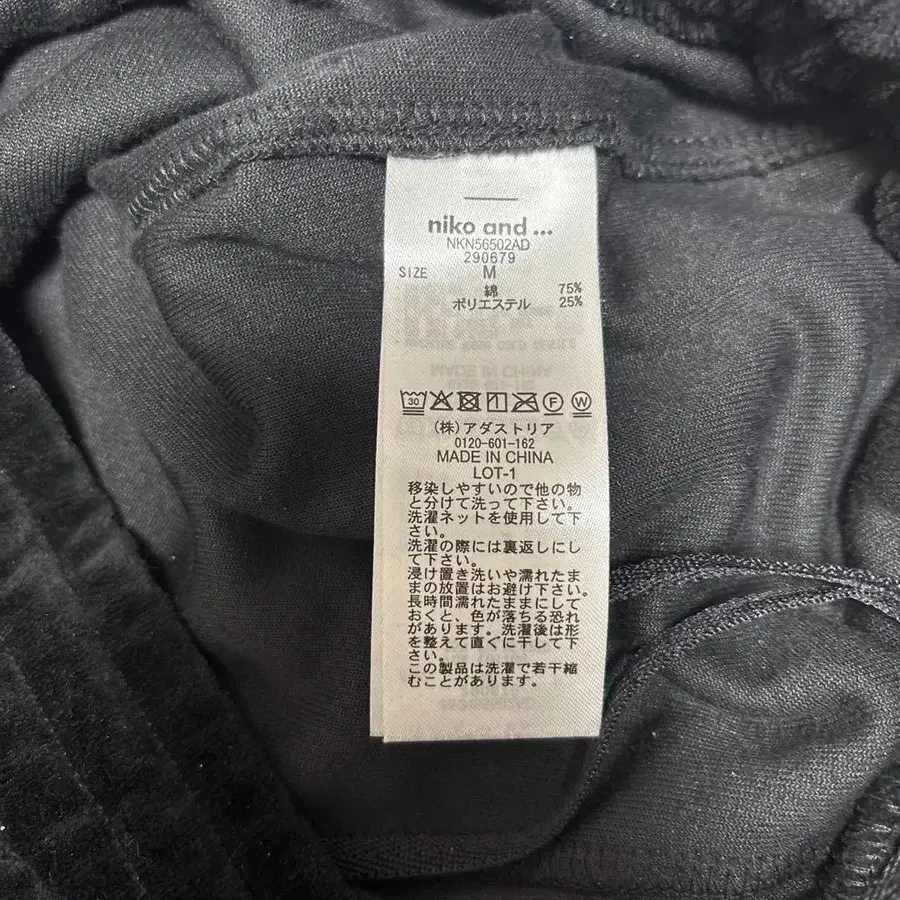 niko and ...
NKN56502AD
290679
SIZE M
綿 75%
ポリエステル 25%
30 F W
(株)アダストリア
0120-601-162
MADE IN CHINA
LOT-1
移染しやすいので他の物
と分けて洗って下さい。
洗濯ネットを使用して下
さい。
洗濯の際には裏返しにし
て下さい。
浸け置き洗いや濡れたま
まの放置はお避け下さい。
長時間濡れたままにして
おくと、色が落ちる恐れ
があります。洗濯後は形
を整えて直ぐに干して下
さい。
この製品は洗濯で若干縮
むことがあります。